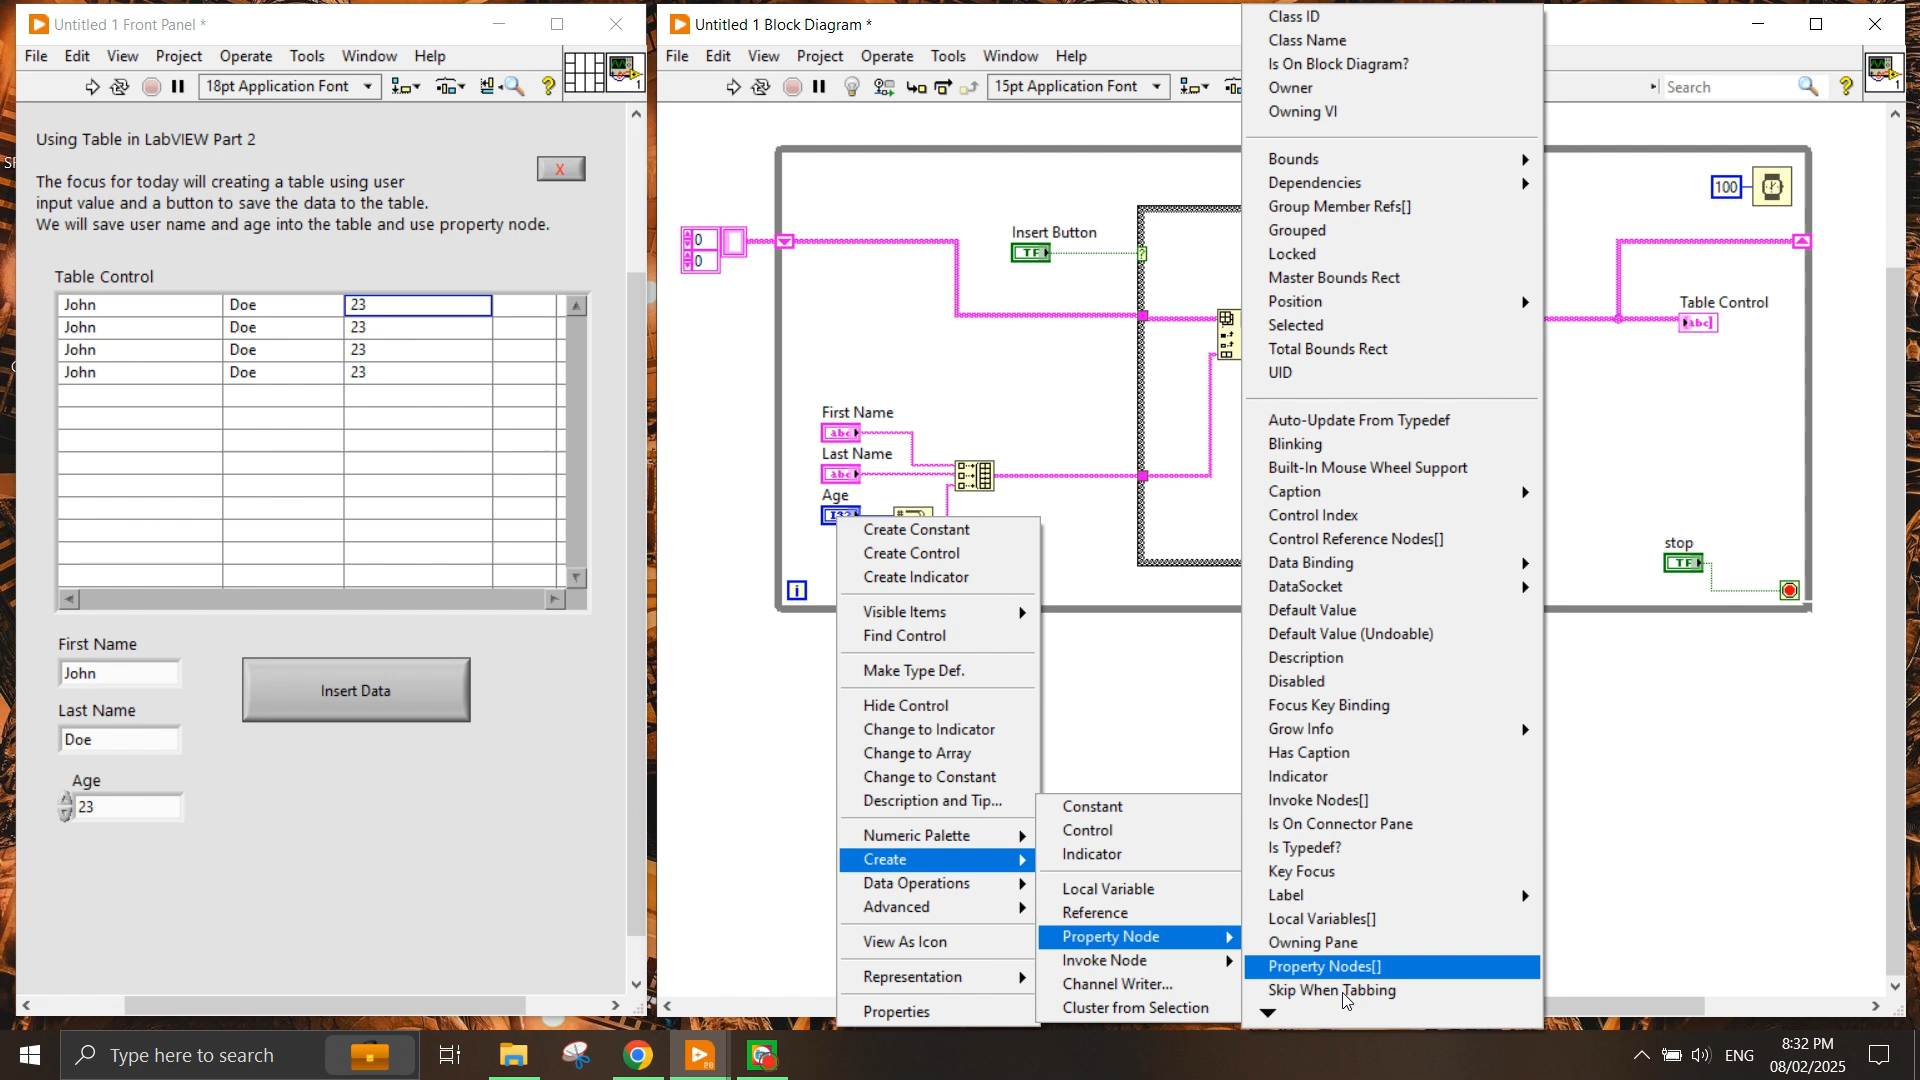 Untitled 1 Front Panel *
File Edit View Project Operate Tools Window Help
18pt Application Font
Using Table in LabVIEW Part 2
X
The focus for today will creating a table using user
input value and a button to save the data to the table.
We will save user name and age into the table and use property node.
Table Control
John Doe 23
John Doe 23
John Doe 23
John Doe 23
First Name
John
Insert Data
Last Name
Doe
Age
23
Untitled 1 Block Diagram *
File Edit View Project Operate Tools Window Help
15pt Application Font
Search
100
Insert Button
TF
0
0
?
Table Control
abc
First Name
abc
Last Name
abc
Age
I32
i
stop
TF
Create Constant
Create Control
Create Indicator
Visible Items
Find Control
Make Type Def.
Hide Control
Change to Indicator
Change to Array
Change to Constant
Description and Tip...
Numeric Palette
Create
Data Operations
Advanced
View As Icon
Representation
Properties
Constant
Control
Indicator
Local Variable
Reference
Property Node
Invoke Node
Channel Writer...
Cluster from Selection
Class ID
Class Name
Is On Block Diagram?
Owner
Owning VI
Bounds
Dependencies
Group Member Refs[]
Grouped
Locked
Master Bounds Rect
Position
Selected
Total Bounds Rect
UID
Auto-Update From Typedef
Blinking
Built-In Mouse Wheel Support
Caption
Control Index
Control Reference Nodes[]
Data Binding
DataSocket
Default Value
Default Value (Undoable)
Description
Disabled
Focus Key Binding
Grow Info
Has Caption
Indicator
Invoke Nodes[]
Is On Connector Pane
Is Typedef?
Key Focus
Label
Local Variables[]
Owning Pane
Property Nodes[]
Skip When Tabbing
Type here to search
ENG
8:32 PM
08/02/2025